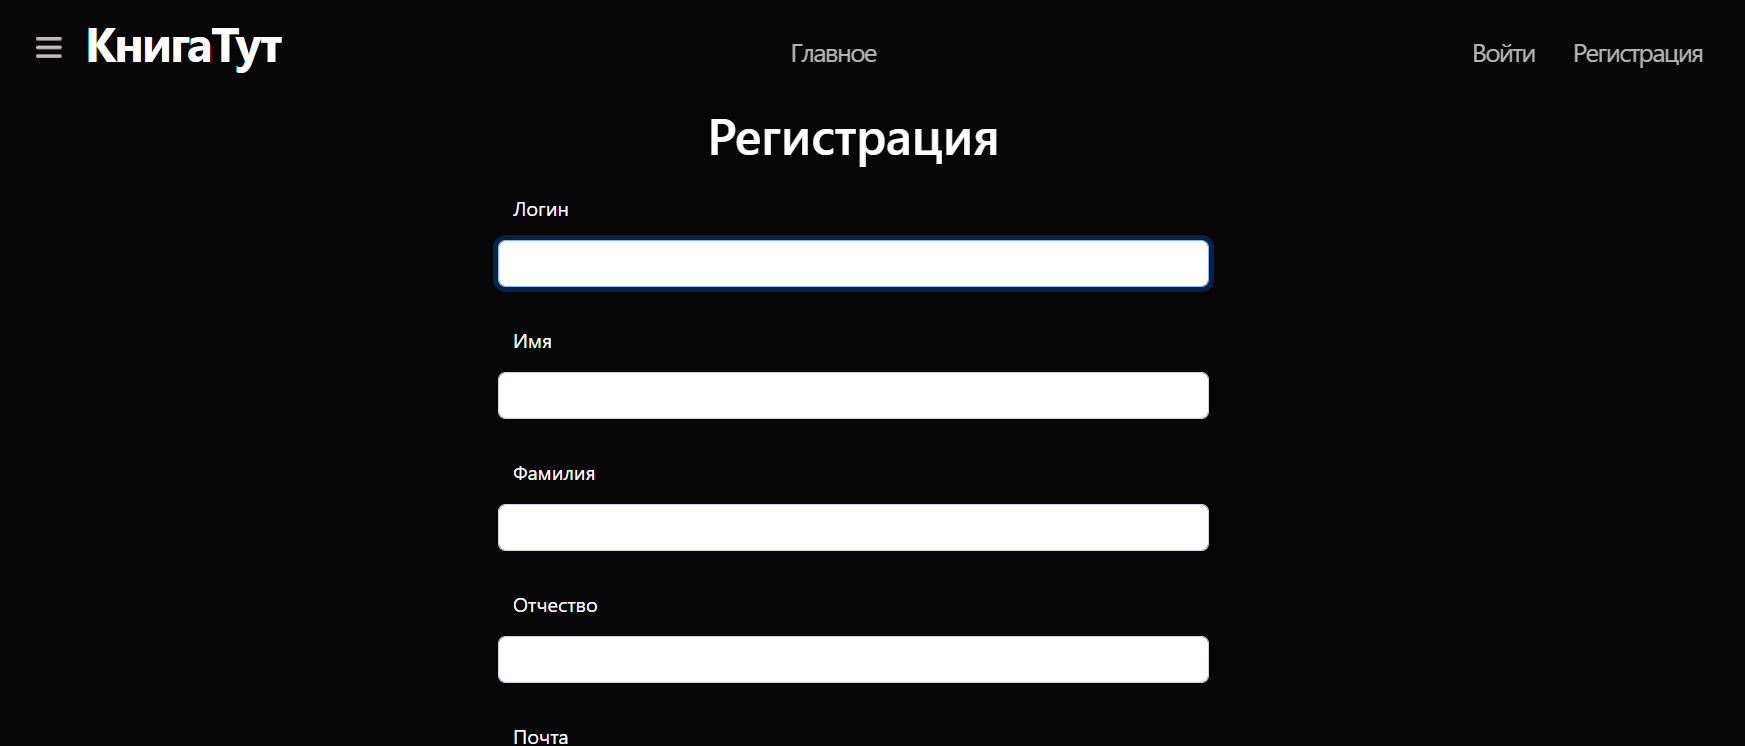 КнигаТут
Главное
Войти
Регистрация
Регистрация
Логин
Имя
Фамилия
Отчество
Почта